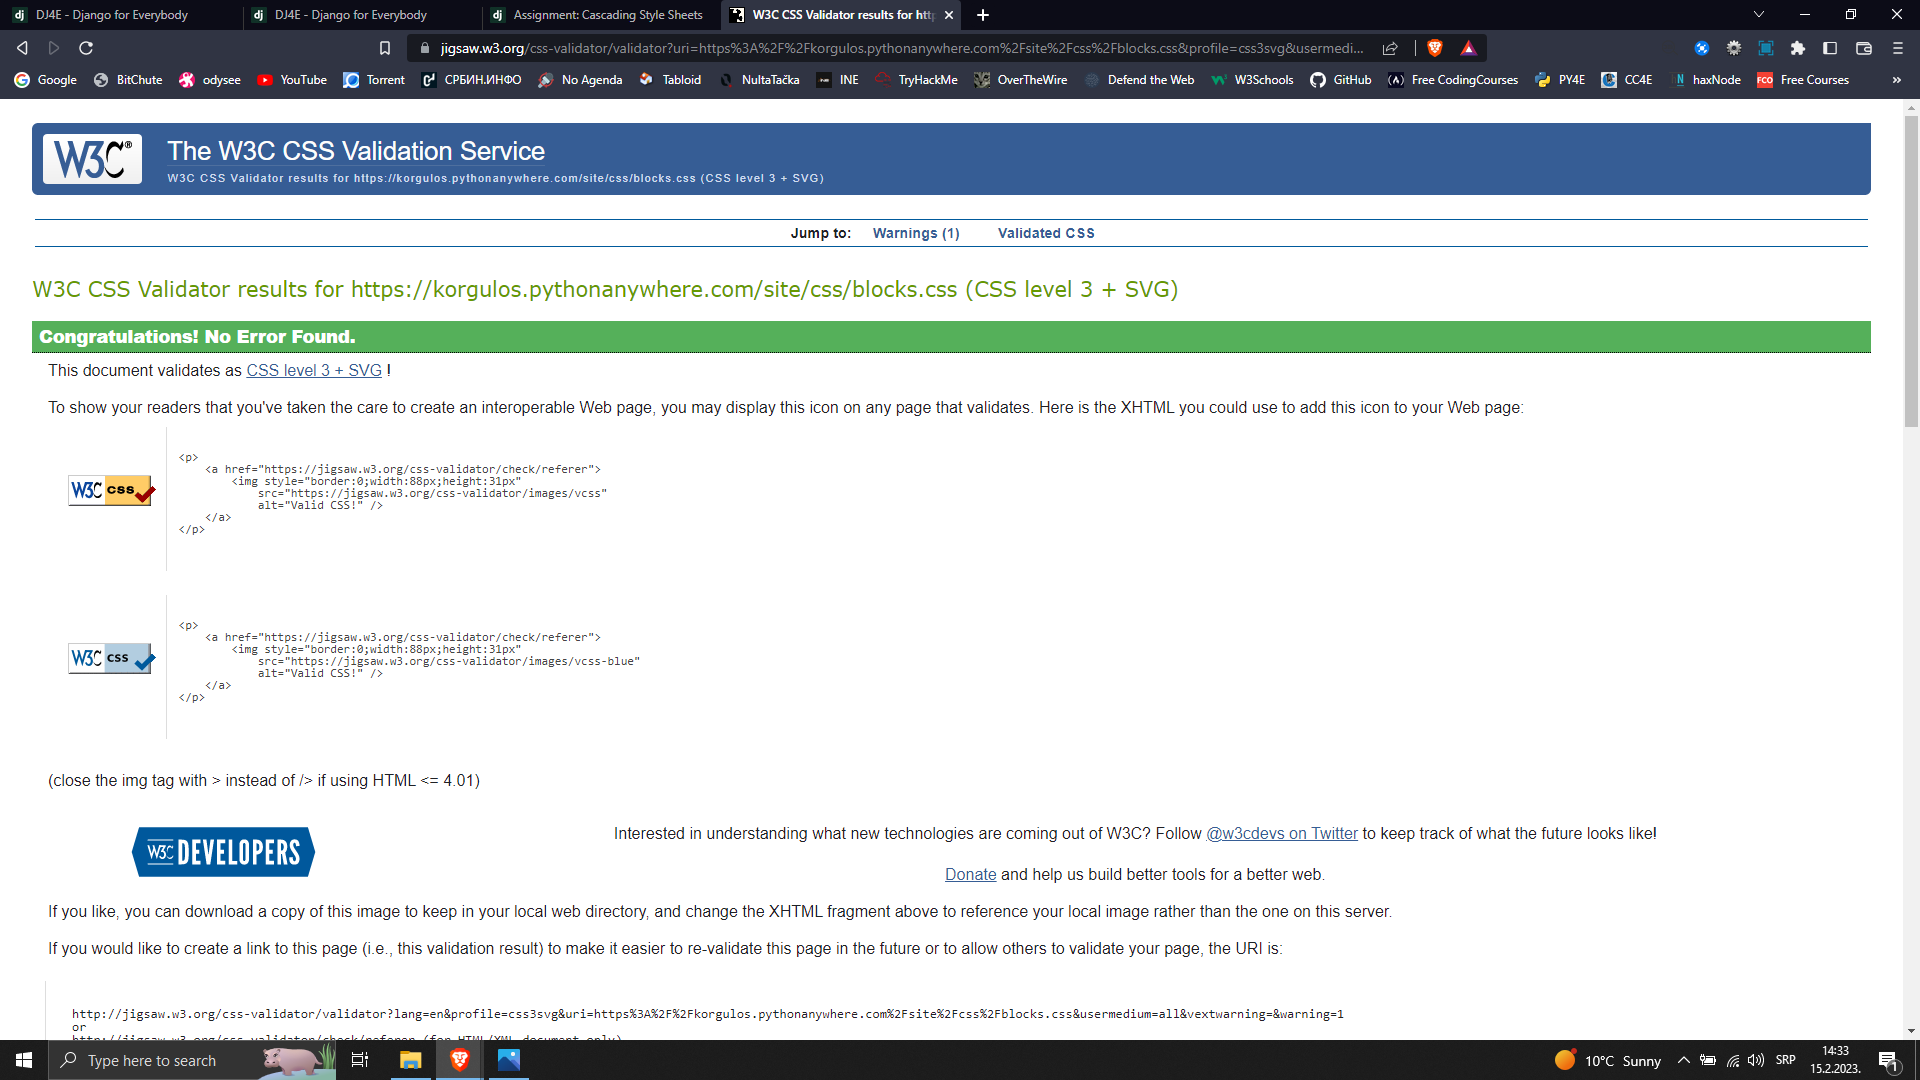 DJ4E - Django for Everybody
DJ4E - Django for Everybody
Assignment: Cascading Style Sheets
W3C CSS Validator results for htt
jigsaw.w3.org/css-validator/validator?uri=https%3A%2F%2Fkorgulos.pythonanywhere.com%2Fsite%2Fcss%2Fblocks.css&profile=css3svg&usermedi...
Google BitChute odysee YouTube Torrent СРБИН.ИНФО No Agenda Tabloid NultaTačka INE TryHackMe OverTheWire Defend the Web W3Schools GitHub Free CodingCourses PY4E CC4E haxNode Free Courses »
W3C®
The W3C CSS Validation Service
W3C CSS Validator results for https://korgulos.pythonanywhere.com/site/css/blocks.css (CSS level 3 + SVG)
Jump to: Warnings (1) Validated CSS
W3C CSS Validator results for https://korgulos.pythonanywhere.com/site/css/blocks.css (CSS level 3 + SVG)
Congratulations! No Error Found.
This document validates as CSS level 3 + SVG !
To show your readers that you've taken the care to create an interoperable Web page, you may display this icon on any page that validates. Here is the XHTML you could use to add this icon to your Web page:
W3C css
<p>
<a href="https://jigsaw.w3.org/css-validator/check/referer">
<img style="border:0;width:88px;height:31px"
src="https://jigsaw.w3.org/css-validator/images/vcss"
alt="Valid CSS!" />
</a>
</p>
W3C css
<p>
<a href="https://jigsaw.w3.org/css-validator/check/referer">
<img style="border:0;width:88px;height:31px"
src="https://jigsaw.w3.org/css-validator/images/vcss-blue"
alt="Valid CSS!" />
</a>
</p>
(close the img tag with > instead of /> if using HTML <= 4.01)
W3C DEVELOPERS
Interested in understanding what new technologies are coming out of W3C? Follow @w3cdevs on Twitter to keep track of what the future looks like!
Donate and help us build better tools for a better web.
If you like, you can download a copy of this image to keep in your local web directory, and change the XHTML fragment above to reference your local image rather than the one on this server.
If you would like to create a link to this page (i.e., this validation result) to make it easier to re-validate this page in the future or to allow others to validate your page, the URI is:
http://jigsaw.w3.org/css-validator/validator?lang=en&profile=css3svg&uri=https%3A%2F%2Fkorgulos.pythonanywhere.com%2Fsite%2Fcss%2Fblocks.css&usermedium=all&vextwarning=&warning=1
or
http://jigsaw.w3.org/css-validator/check/referer (for HTML/XML document only)
Type here to search
10°C Sunny
SRP
14:33
15.2.2023.
1